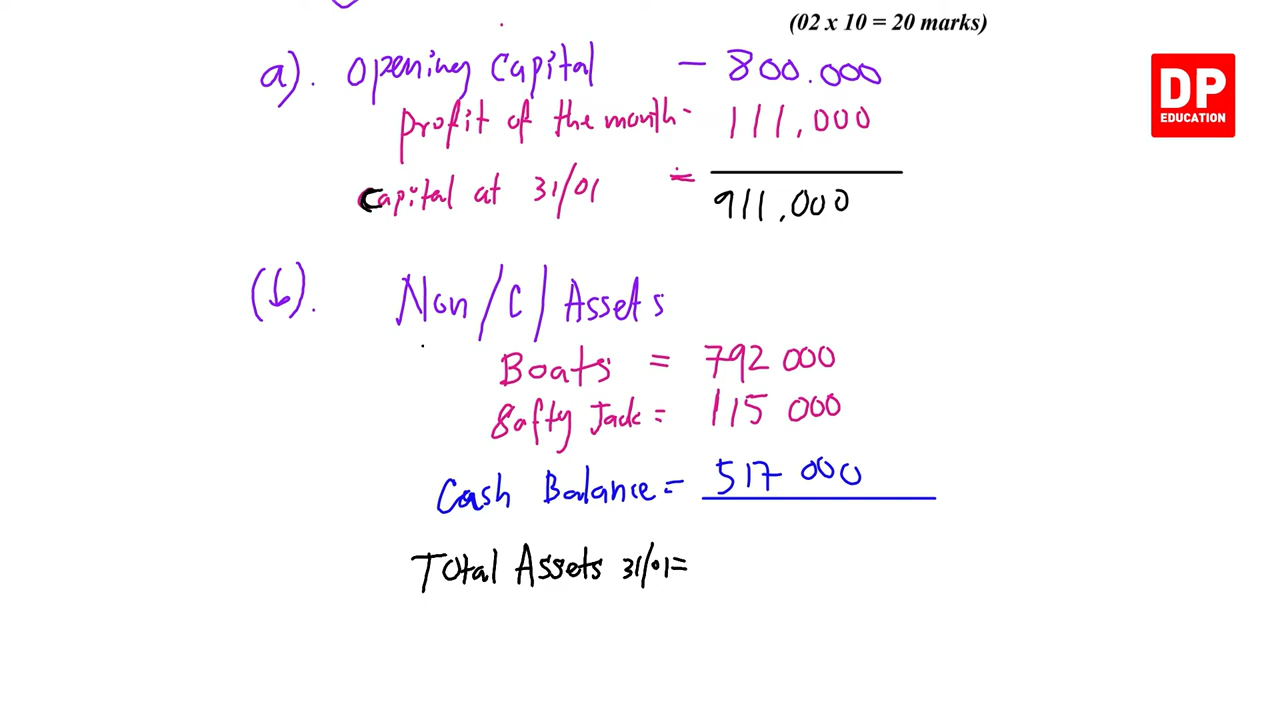 (02 x 10 = 20 marks)
DP
EDUCATION
a). Opening Capital - 800.000
profit of the month - 111,000
Capital at 31/01 = 911,000
(b). Non/C/Assets
Boats = 792 000
Safty Jack = 115 000
Cash Balance = 517 000
Total Assets 31/01=